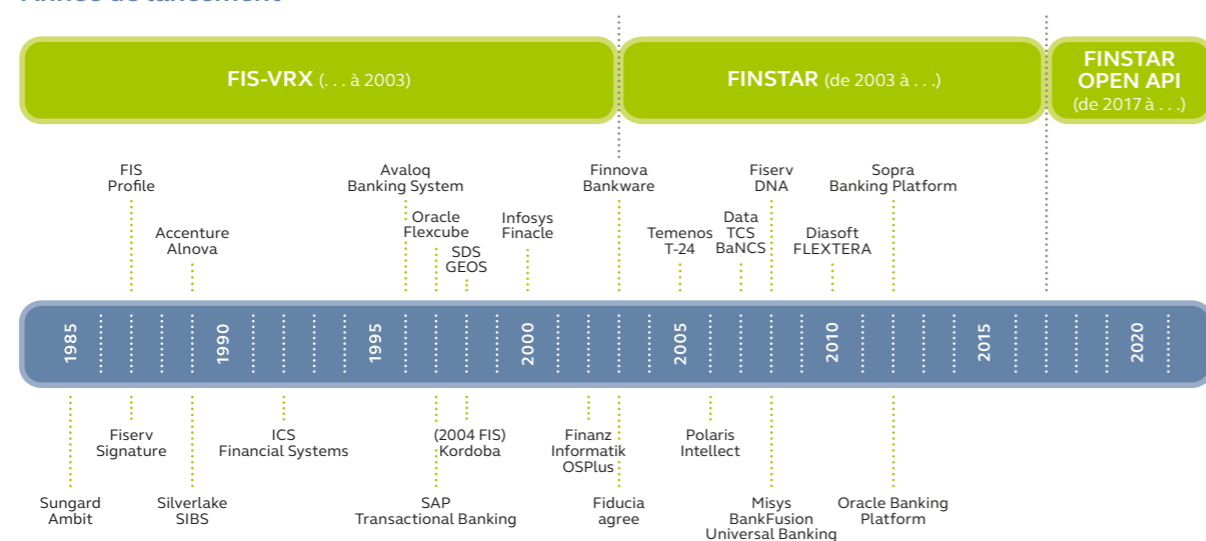 FIS-VRX (. . . à 2003)
FINSTAR (de 2003 à . . .)
FINSTAR
OPEN API
(de 2017 à . . .)
FIS
Profile
Avaloq
Banking System
Finnova
Bankware
Fiserv
DNA
Sopra
Banking Platform
Accenture
Alnova
Oracle
Flexcube
SDS
GEOS
Infosys
Finacle
Temenos
T-24
Data
TCS
BaNCS
Diasoft
FLEXTERA
1985
1990
1995
2000
2005
2010
2015
2020
Fiserv
Signature
ICS
Financial Systems
(2004 FIS)
Kordoba
Finanz
Informatik
OSPlus
Polaris
Intellect
Sungard
Ambit
Silverlake
SIBS
SAP
Transactional Banking
Fiducia
agree
Misys
BankFusion
Universal Banking
Oracle Banking
Platform